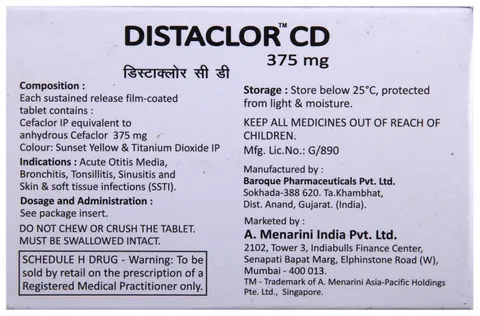 DISTACLOR™ CD
375 mg
डिस्टाक्लोर सी डी
Composition :
Each sustained release film-coated
tablet contains :
Cefaclor IP equivalent to
anhydrous Cefaclor 375 mg
Colour: Sunset Yellow & Titanium Dioxide IP
Indications : Acute Otitis Media,
Bronchitis, Tonsillitis, Sinusitis and
Skin & soft tissue infections (SSTI).
Dosage and Administration :
See package insert.
DO NOT CHEW OR CRUSH THE TABLET.
MUST BE SWALLOWED INTACT.
SCHEDULE H DRUG - Warning: To be
sold by retail on the prescription of a
Registered Medical Practitioner only.
Storage : Store below 25°C, protected
from light & moisture.
KEEP ALL MEDICINES OUT OF REACH OF
CHILDREN.
Mfg. Lic.No.: G/890
Manufactured by :
Baroque Pharmaceuticals Pvt. Ltd.
Sokhada-388 620. Ta.Khambhat,
Dist. Anand, Gujarat. (India).
Marketed by :
A. Menarini India Pvt. Ltd.
2102, Tower 3, Indiabulls Finance Center,
Senapati Bapat Marg, Elphinstone Road (W),
Mumbai - 400 013.
TM - Trademark of A. Menarini Asia-Pacific Holdings
Pte. Ltd., Singapore.